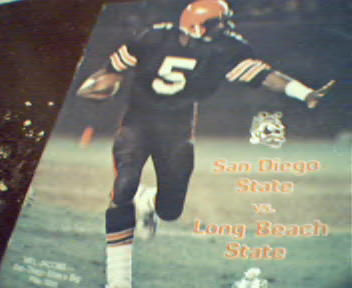 5
San Diego
State
vs.
Long Beach
State